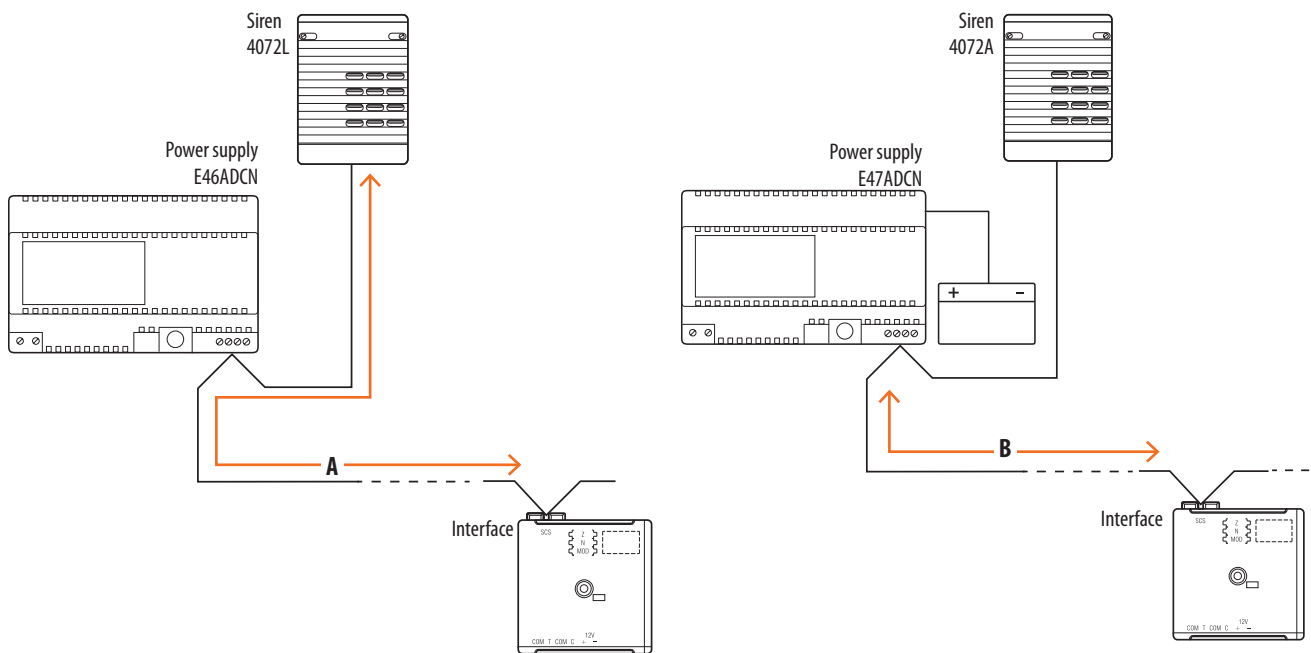 Siren
4072L
Power supply
E46ADCN
A
Interface
SCS
Z
N
MOD
12V
COM T COM C + -
Siren
4072A
Power supply
E47ADCN
+ -
B
Interface
SCS
Z
N
MOD
12V
COM T COM C + -